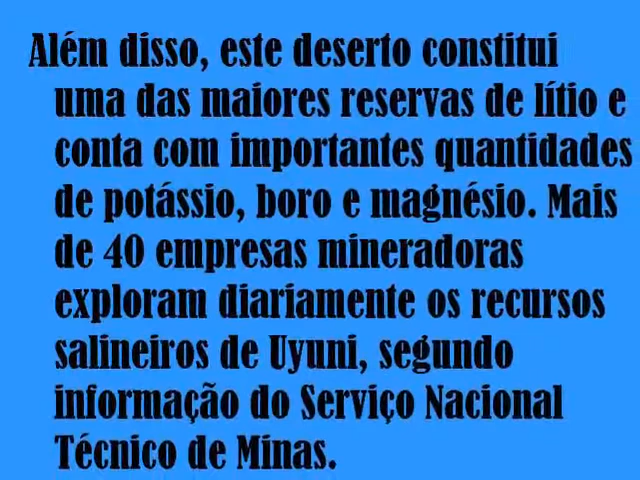 Além disso, este deserto constitui
uma das maiores reservas de lítio e
conta com importantes quantidades
de potássio, boro e magnésio. Mais
de 40 empresas mineradoras
exploram diariamente os recursos
salineiros de Uyuni, segundo
informação do Serviço Nacional
Técnico de Minas.